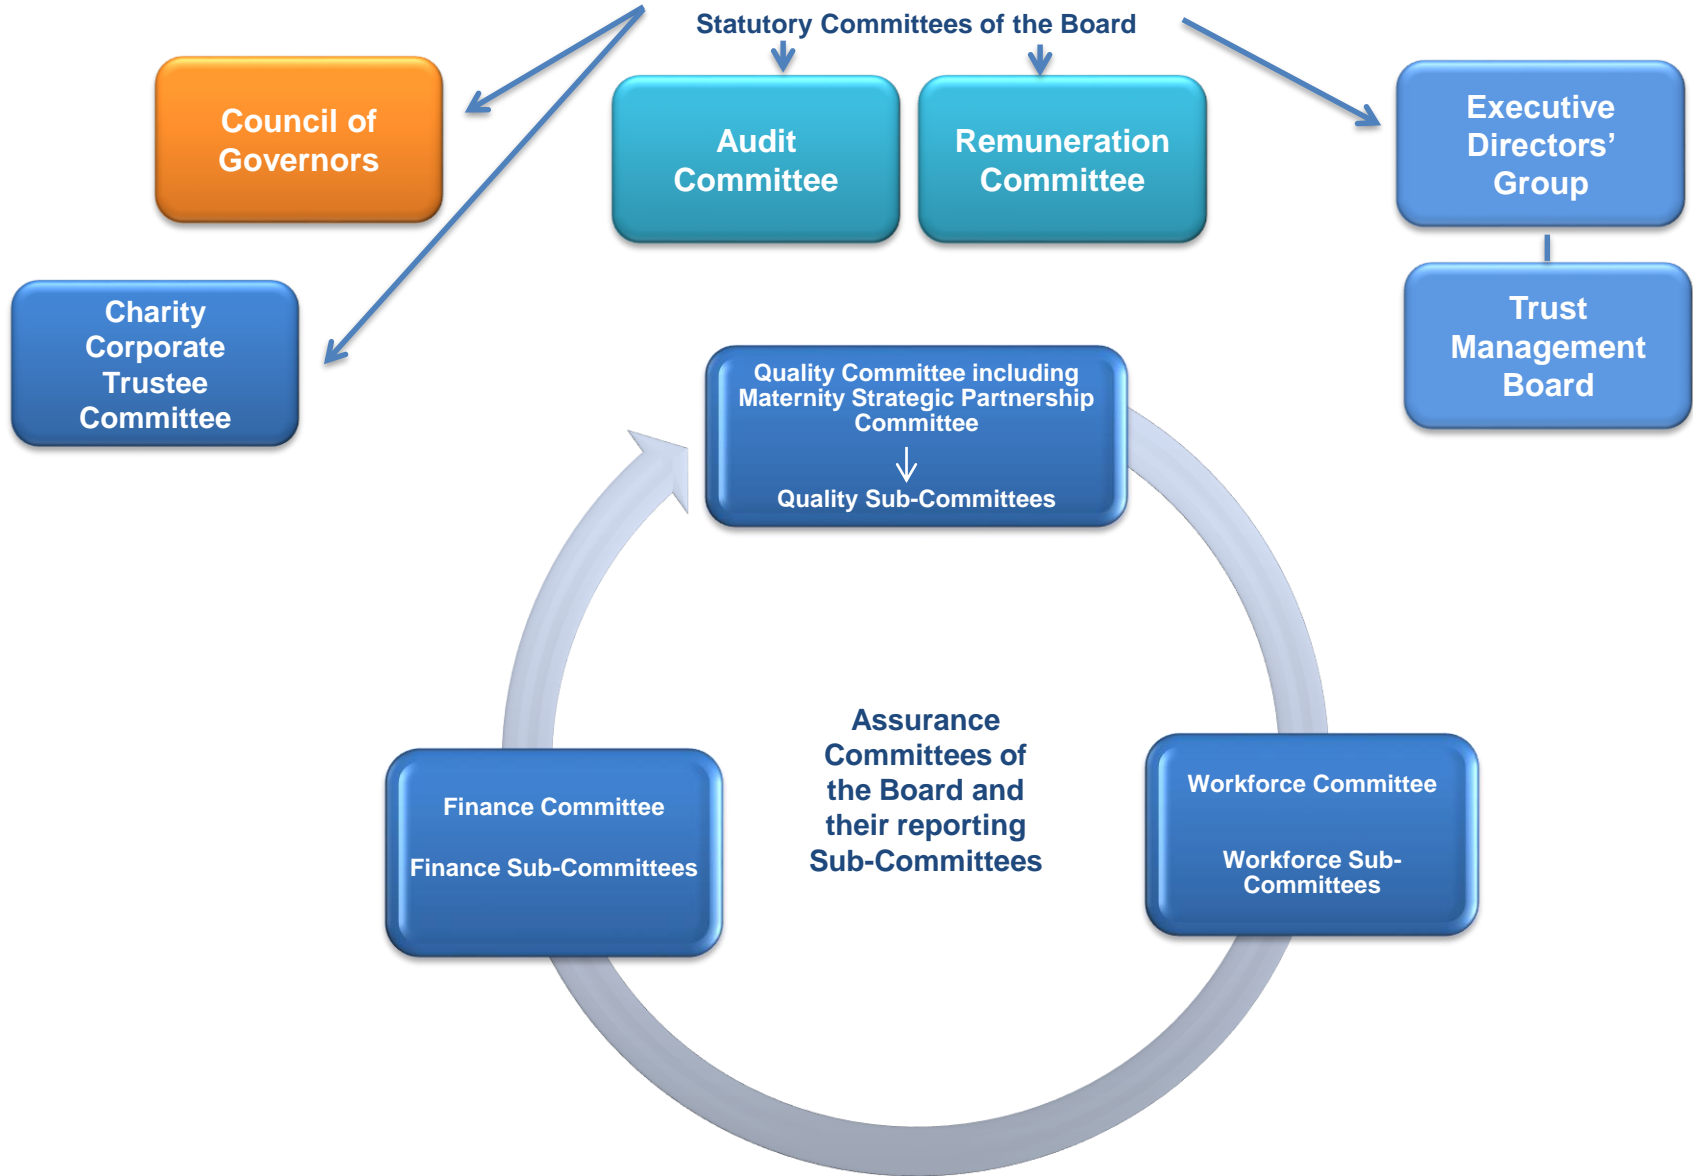 Statutory Committees of the Board
Council of
Governors
Audit
Committee
Remuneration
Committee
Executive
Directors’
Group
Charity
Corporate
Trustee
Committee
Trust
Management
Board
Quality Committee including
Maternity Strategic Partnership
Committee
Quality Sub-Committees
Assurance
Committees of
the Board and
their reporting
Sub-Committees
Finance Committee
Finance Sub-Committees
Workforce Committee
Workforce Sub-
Committees